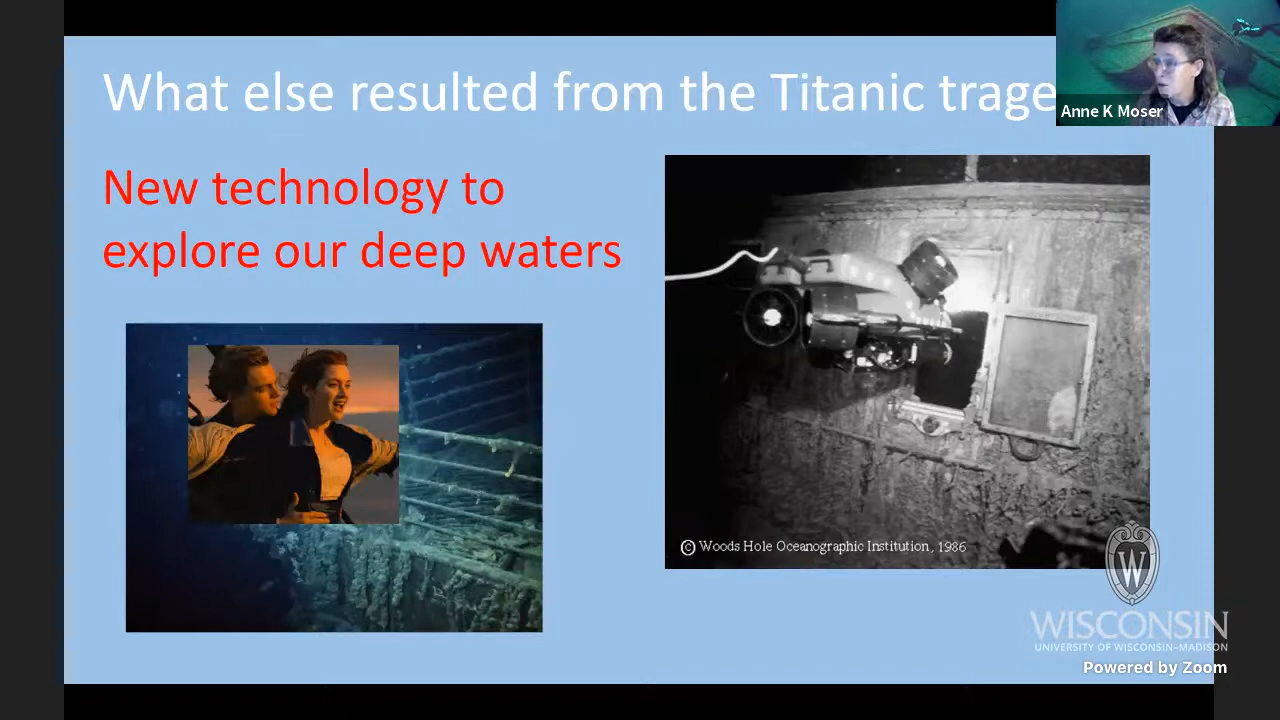 What else resulted from the Titanic trage
Anne K Moser
New technology to
explore our deep waters
© Woods Hole Oceanographic Institution, 1986
W
WISCONSIN
UNIVERSITY OF WISCONSIN–MADISON
Powered by Zoom